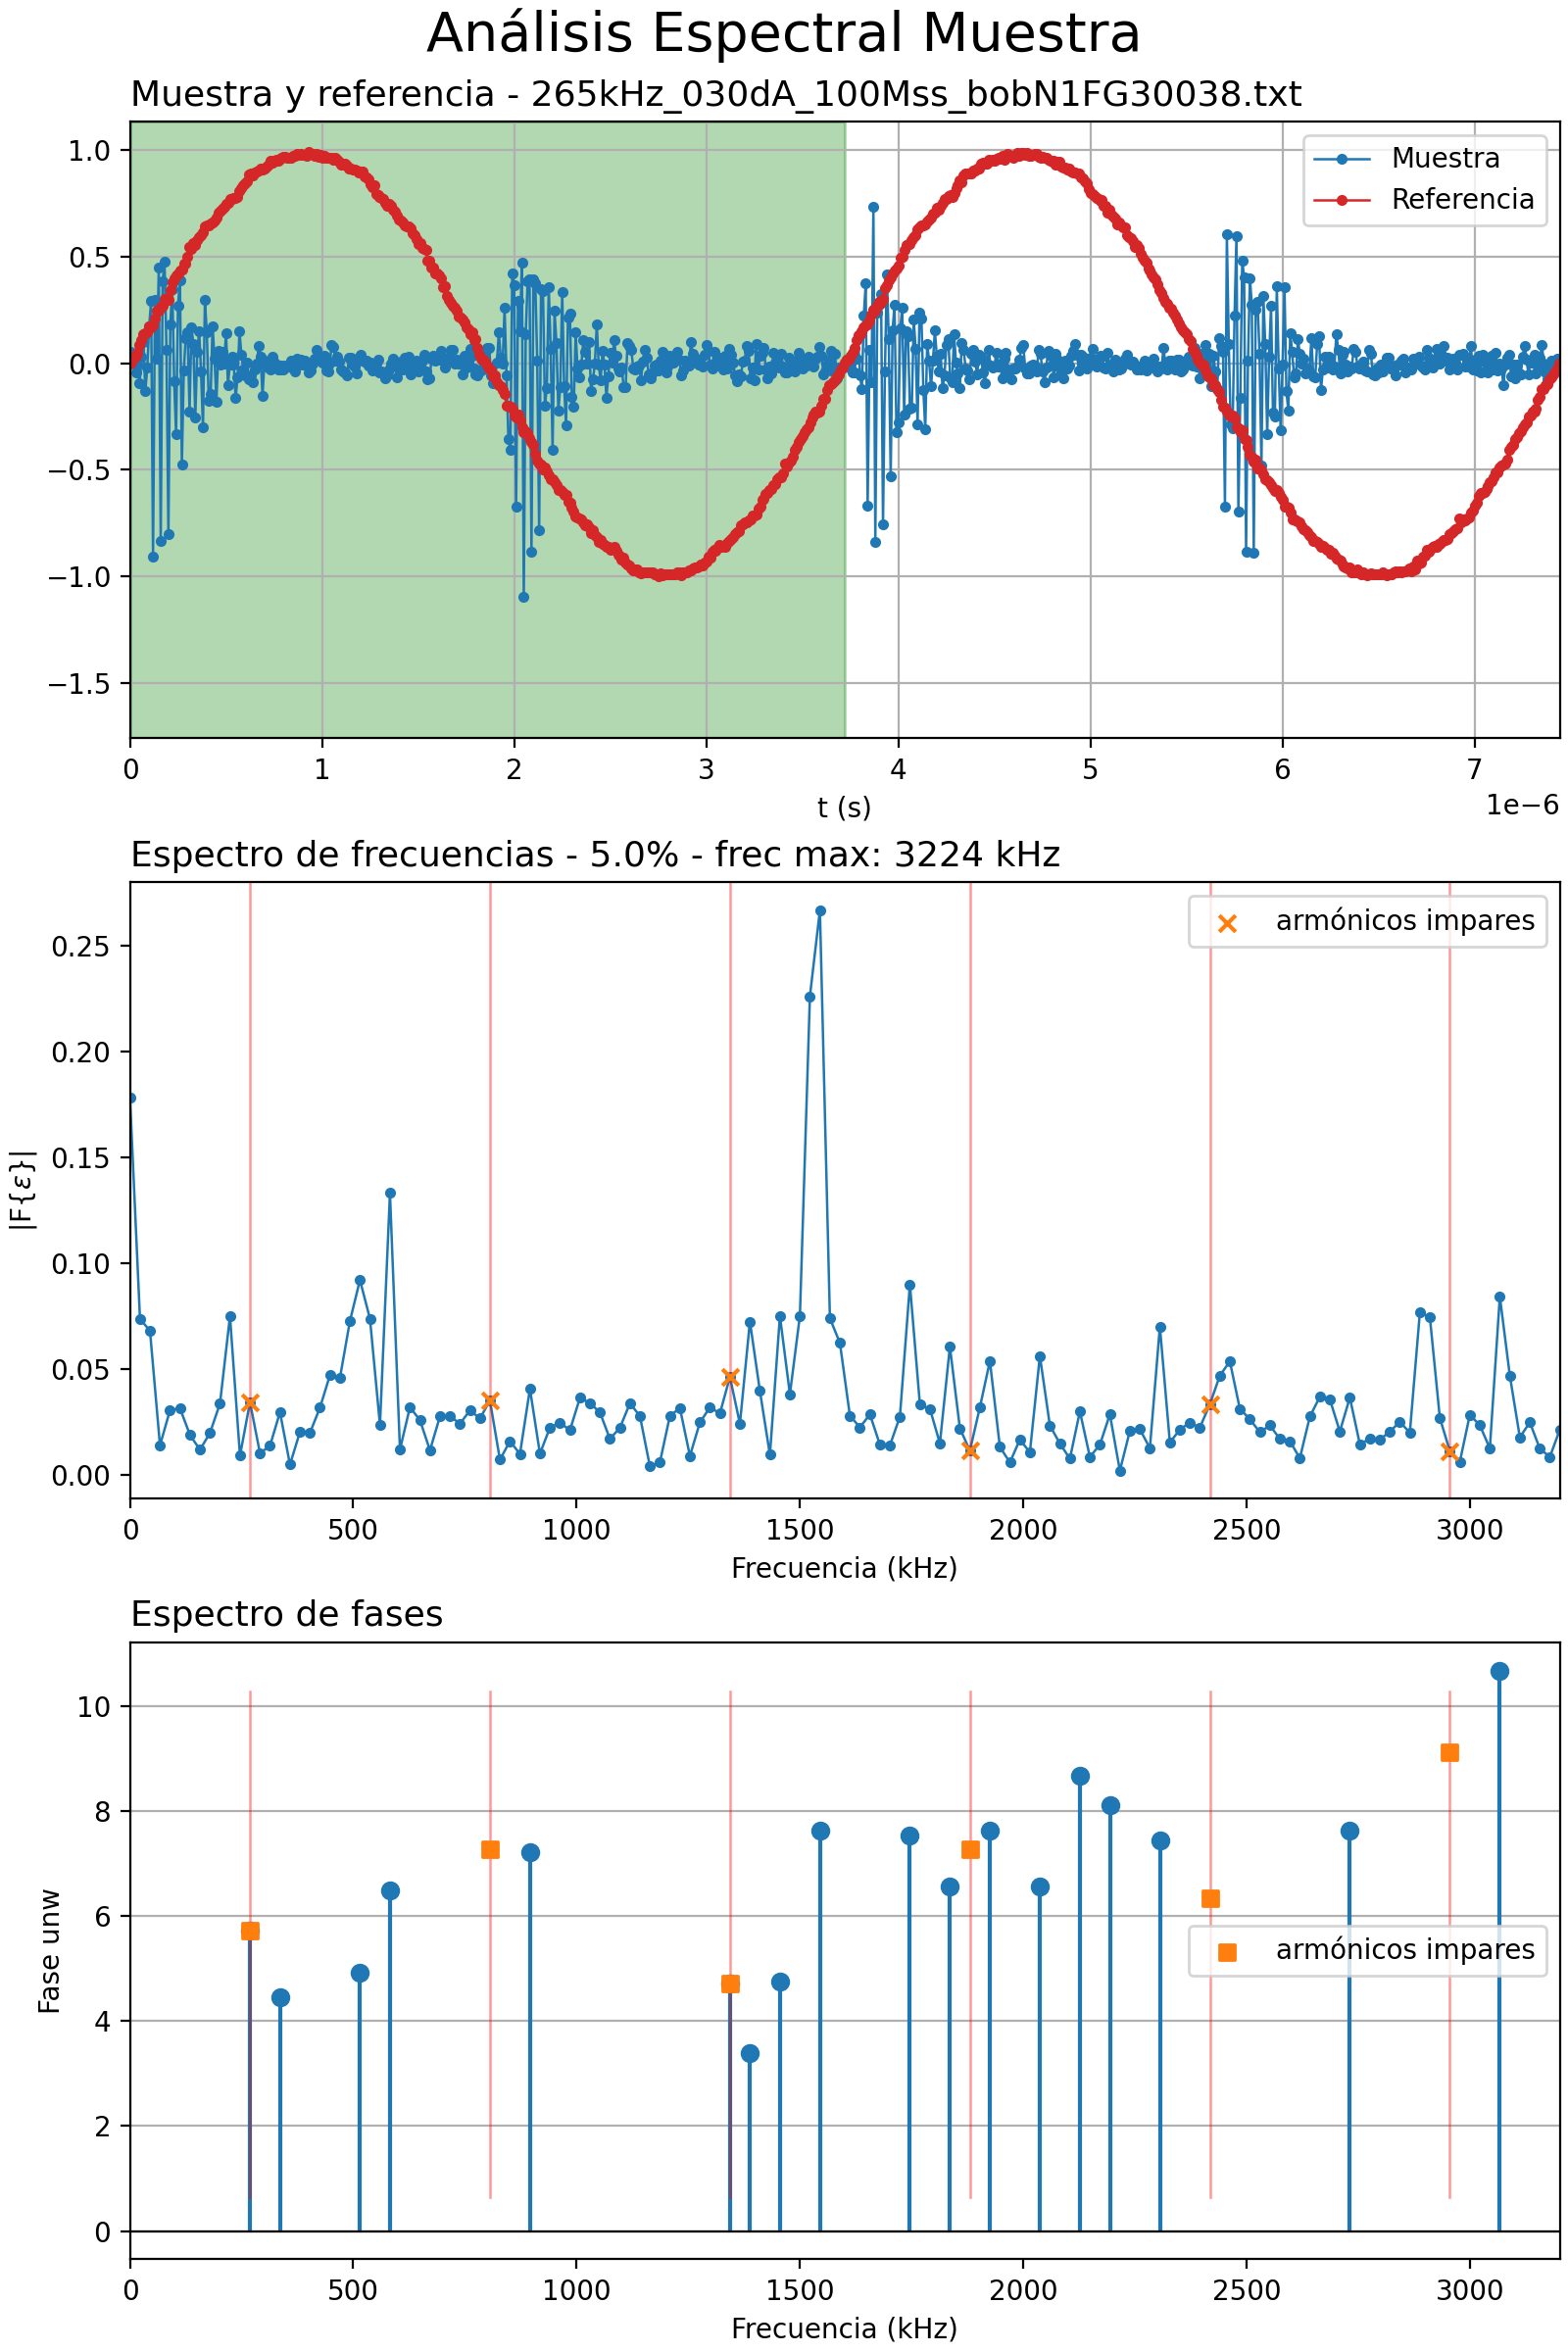 Análisis Espectral Muestra
Muestra y referencia - 265kHz_030dA_100Mss_bobN1FG30038.txt
1.0
0.5
0.0
−0.5
−1.0
−1.5
Muestra
Referencia
0 1 2 3 4 5 6 7
t (s)
1e−6
Espectro de frecuencias - 5.0% - frec max: 3224 kHz
0.25
0.20
0.15
0.10
0.05
0.00
|F{ε}|
armónicos impares
0 500 1000 1500 2000 2500 3000
Frecuencia (kHz)
Espectro de fases
10
8
6
4
2
0
Fase unw
armónicos impares
0 500 1000 1500 2000 2500 3000
Frecuencia (kHz)